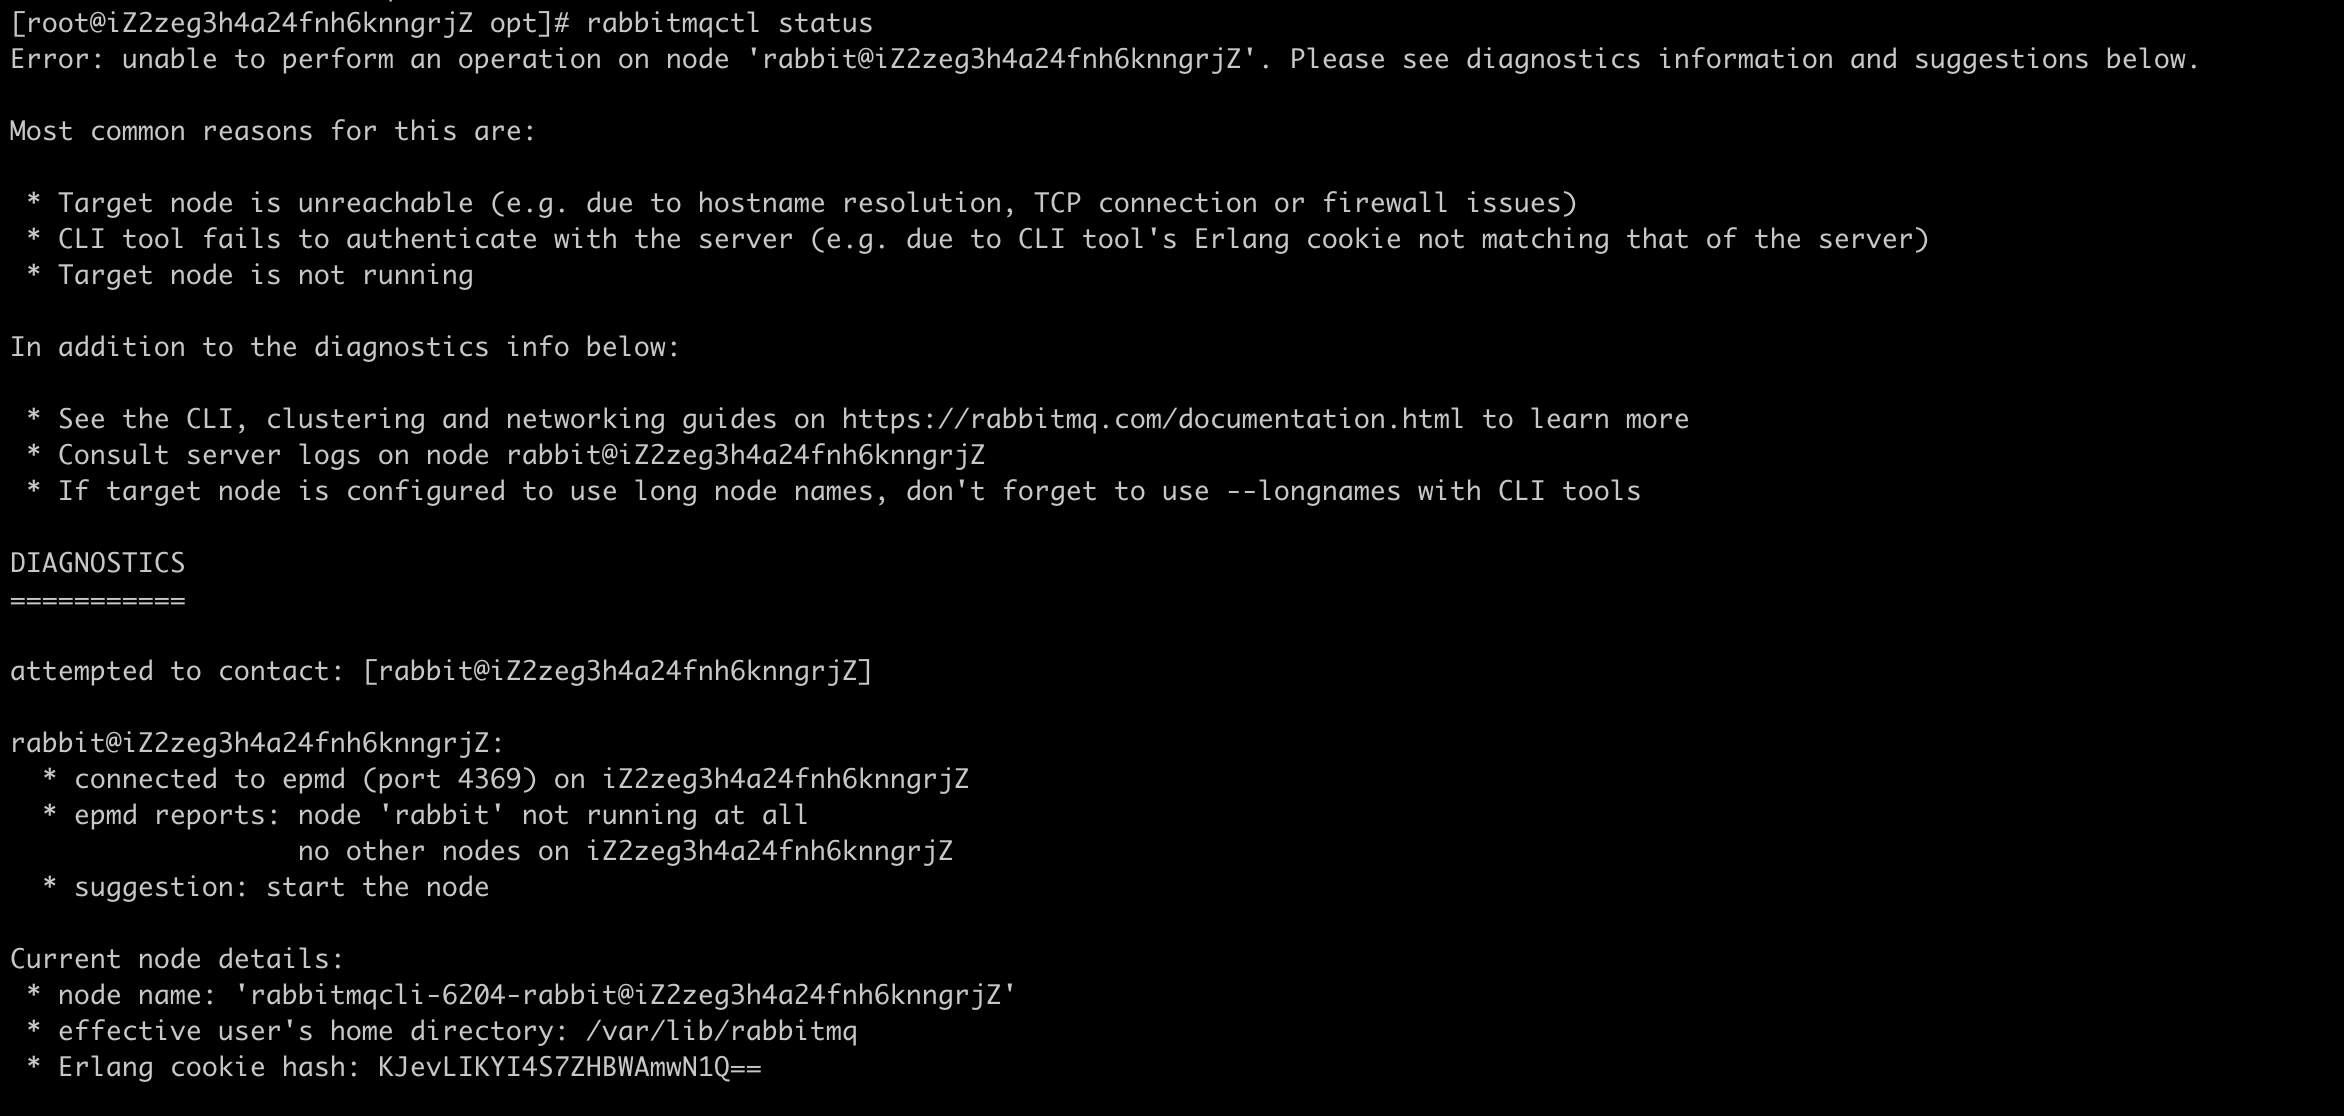 [root@iZ2zeg3h4a24fnh6knngrjZ opt]# rabbitmqctl status
Error: unable to perform an operation on node 'rabbit@iZ2zeg3h4a24fnh6knngrjZ'. Please see diagnostics information and suggestions below.
Most common reasons for this are:
* Target node is unreachable (e.g. due to hostname resolution, TCP connection or firewall issues)
* CLI tool fails to authenticate with the server (e.g. due to CLI tool's Erlang cookie not matching that of the server)
* Target node is not running
In addition to the diagnostics info below:
* See the CLI, clustering and networking guides on https://rabbitmq.com/documentation.html to learn more
* Consult server logs on node rabbit@iZ2zeg3h4a24fnh6knngrjZ
* If target node is configured to use long node names, don't forget to use --longnames with CLI tools
DIAGNOSTICS
===========
attempted to contact: [rabbit@iZ2zeg3h4a24fnh6knngrjZ]
rabbit@iZ2zeg3h4a24fnh6knngrjZ:
* connected to epmd (port 4369) on iZ2zeg3h4a24fnh6knngrjZ
* epmd reports: node 'rabbit' not running at all
no other nodes on iZ2zeg3h4a24fnh6knngrjZ
* suggestion: start the node
Current node details:
* node name: 'rabbitmqcli-6204-rabbit@iZ2zeg3h4a24fnh6knngrjZ'
* effective user's home directory: /var/lib/rabbitmq
* Erlang cookie hash: KJevLIKYI4S7ZHBWAmwN1Q==